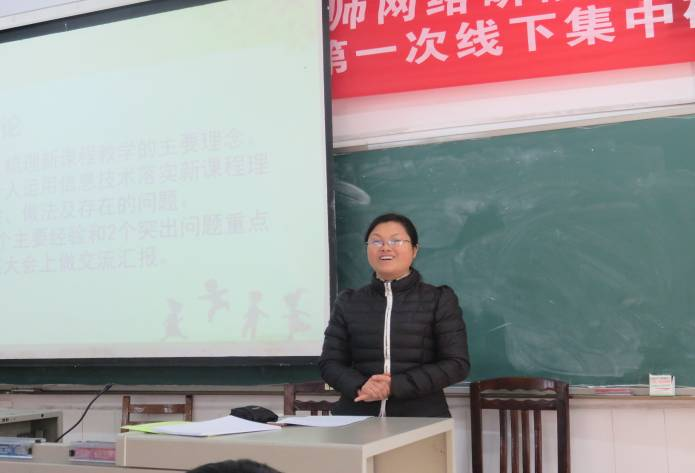 师网络研
第一次线下集中
论
梳理新课程教学的主要理念，
人运用信息技术落实新课程理
、做法及存在的问题。
个主要经验和2个突出问题重点
大会上做交流汇报。